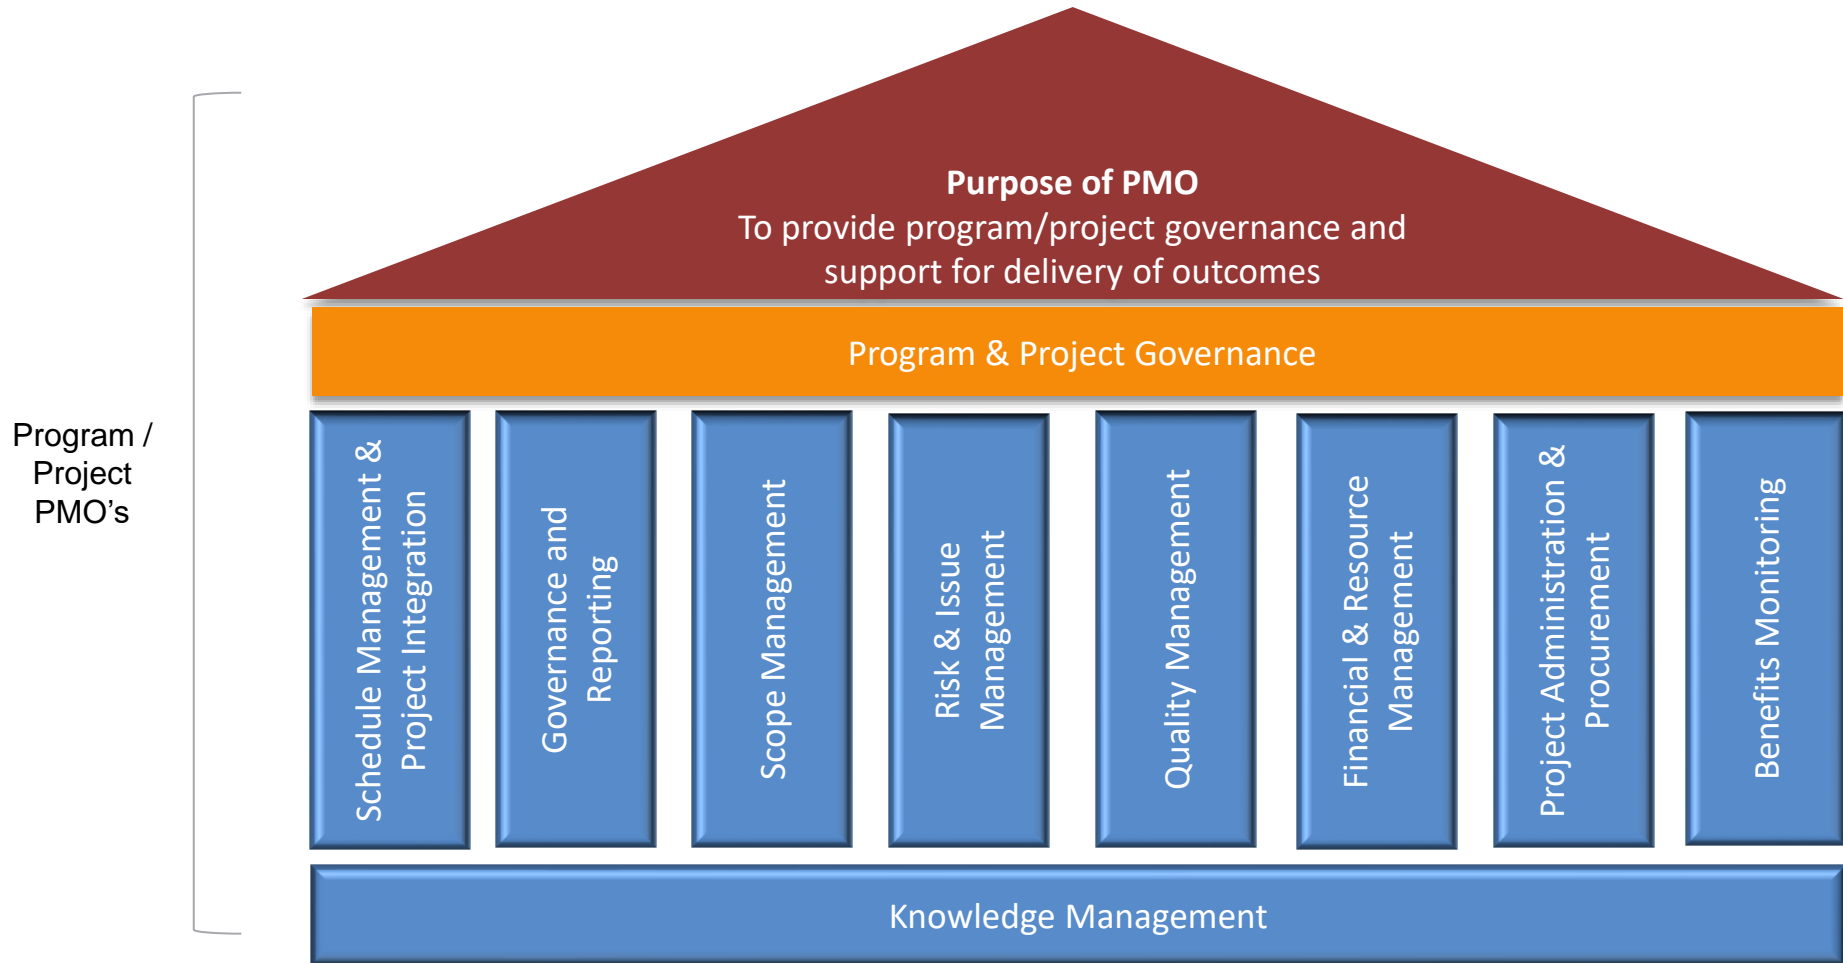 Purpose of PMO
To provide program/project governance and
support for delivery of outcomes
Program & Project Governance
Program /
Project
PMO’s
Schedule Management &
Project Integration
Governance and
Reporting
Scope Management
Risk & Issue
Management
Quality Management
Financial & Resource
Management
Project Administration &
Procurement
Benefits Monitoring
Knowledge Management